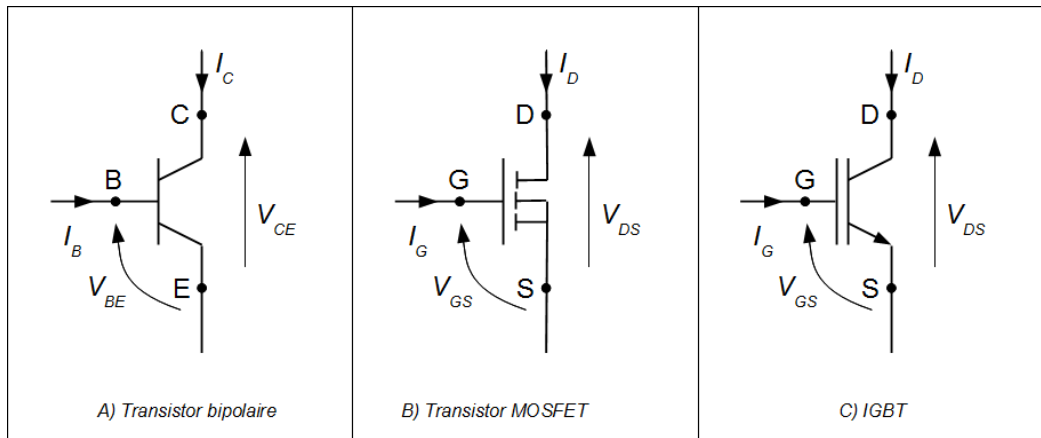 I_C
C
B
I_B
V_BE
V_CE
E
A) Transistor bipolaire
I_D
D
G
I_G
V_GS
V_DS
S
B) Transistor MOSFET
I_D
D
G
I_G
V_GS
V_DS
S
C) IGBT